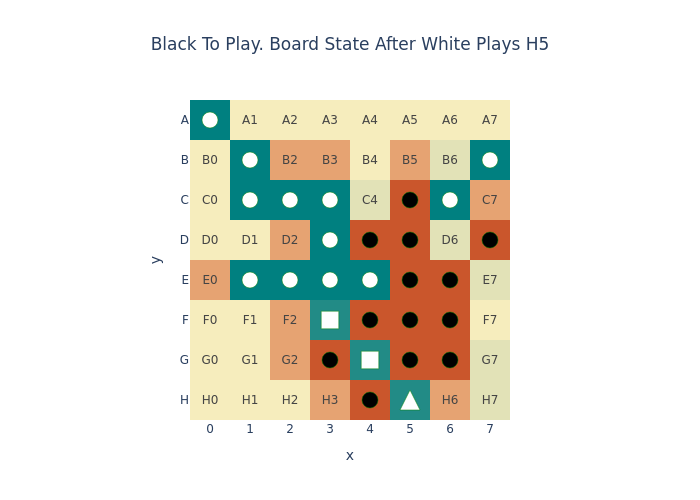 Black To Play. Board State After White Plays H5
A A1 A2 A3 A4 A5 A6 A7
B B0 B2 B3 B4 B5 B6
C C0 C4 C7
D D0 D1 D2 D6
y
E E0 E7
F F0 F1 F2 F7
G G0 G1 G2 G7
H H0 H1 H2 H3 H6 H7
0 1 2 3 4 5 6 7
x